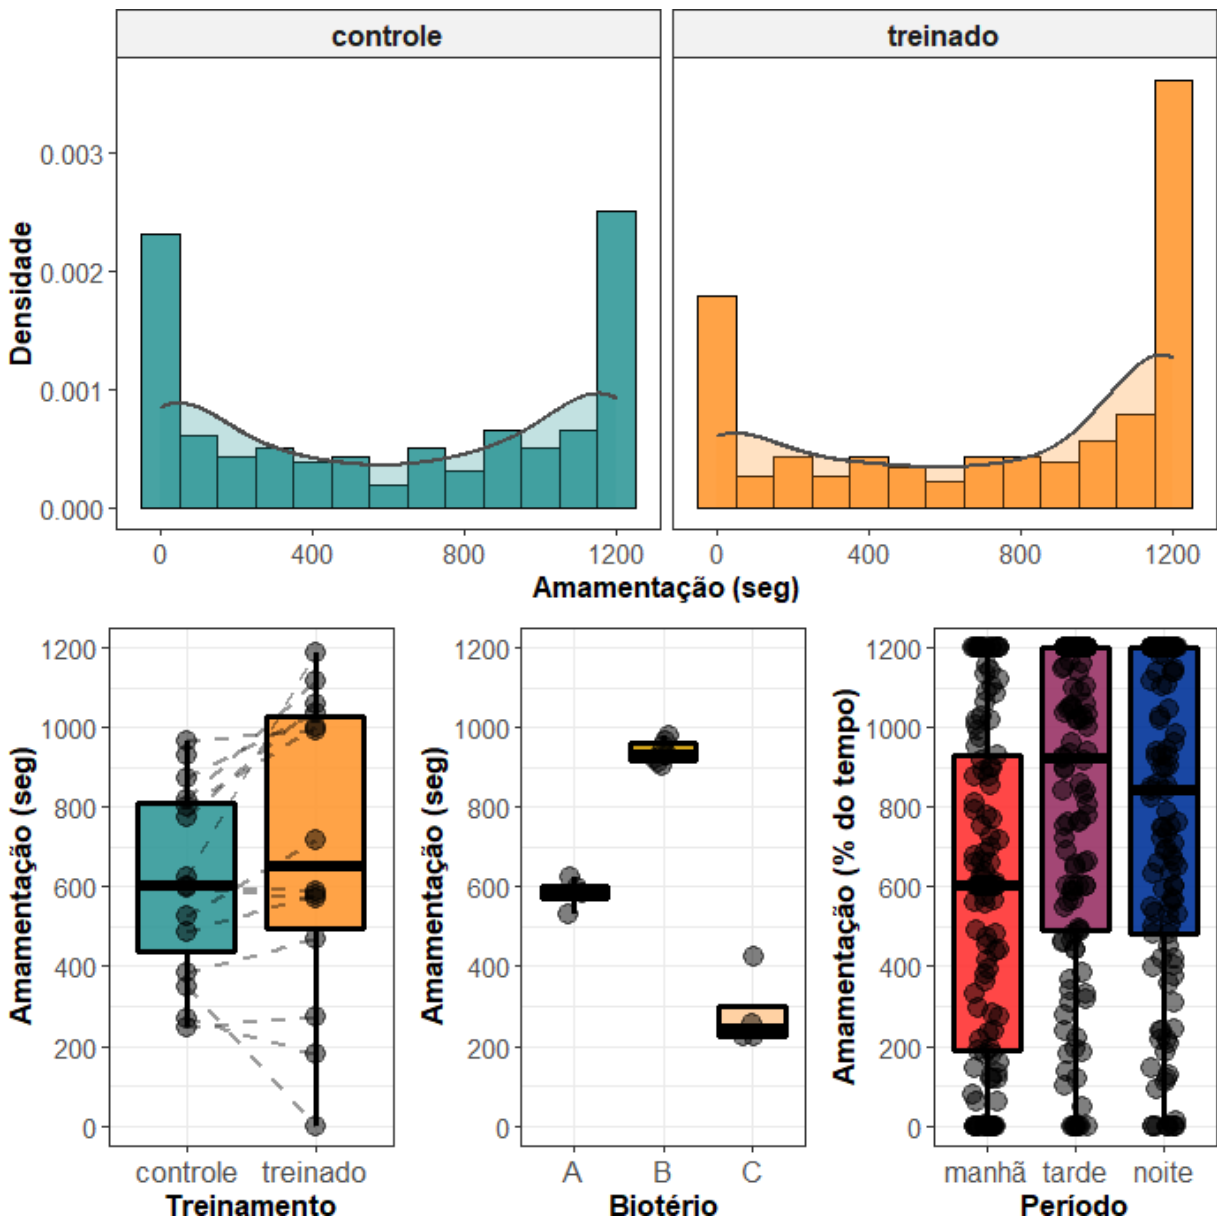 controle
treinado
Densidade
0.003
0.002
0.001
0.000
0 400 800 1200
0 400 800 1200
Amamentação (seg)
Amamentação (seg)
1200
1000
800
600
400
200
0
controle treinado
Treinamento
Amamentação (seg)
1200
1000
800
600
400
200
0
A B C
Biotério
Amamentação (% do tempo)
1200
1000
800
600
400
200
0
manhã tarde noite
Período